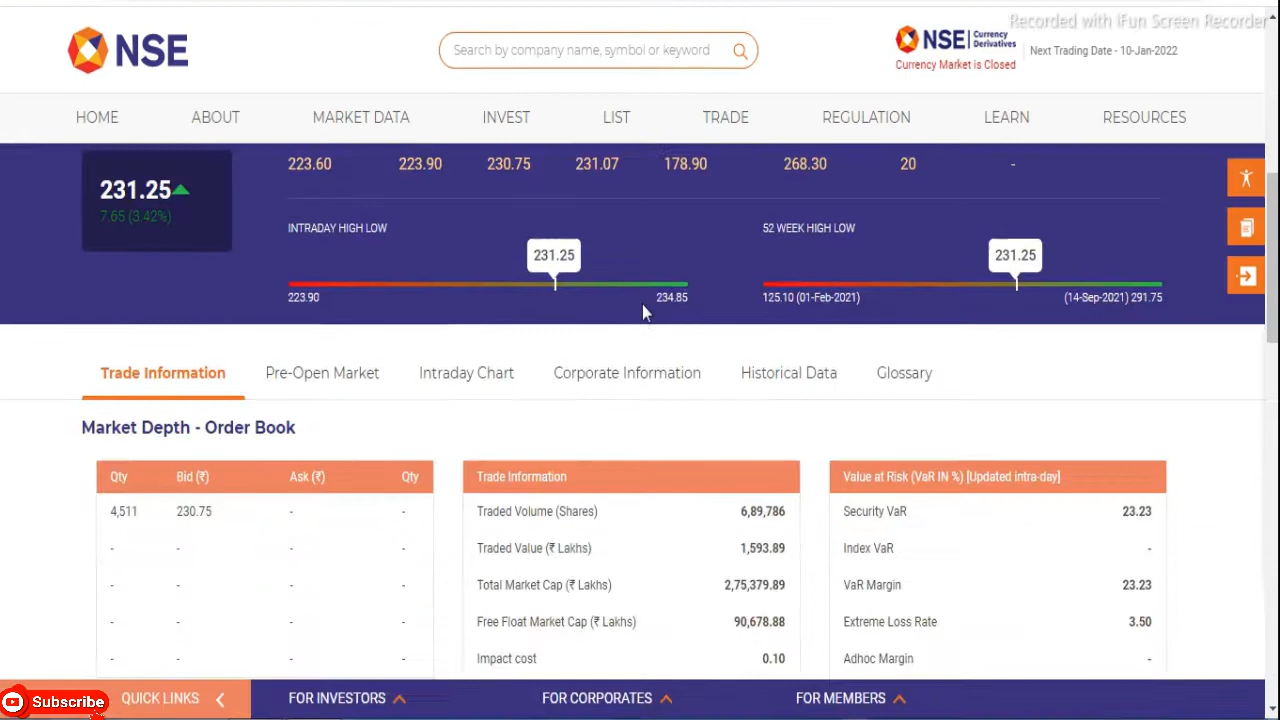 Recorded with iFun Screen Recorder
NSE
Search by company name, symbol or keyword
NSE Currency Derivatives
Currency Market is Closed
Next Trading Date - 10-Jan-2022
HOME ABOUT MARKET DATA INVEST LIST TRADE REGULATION LEARN RESOURCES
231.25
7.65 (3.42%)
223.60 223.90 230.75 231.07 178.90 268.30 20 -
INTRADAY HIGH LOW
231.25
223.90 234.85
52 WEEK HIGH LOW
231.25
125.10 (01-Feb-2021) (14-Sep-2021) 291.75
Trade Information Pre-Open Market Intraday Chart Corporate Information Historical Data Glossary
Market Depth - Order Book
Qty Bid (₹) Ask (₹) Qty
4,511 230.75 - -
- - - -
- - - -
- - - -
- - - -
Trade Information
Traded Volume (Shares) 6,89,786
Traded Value (₹ Lakhs) 1,593.89
Total Market Cap (₹ Lakhs) 2,75,379.89
Free Float Market Cap (₹ Lakhs) 90,678.88
Impact cost 0.10
Value at Risk (VaR IN %) [Updated intra-day]
Security VaR 23.23
Index VaR -
VaR Margin 23.23
Extreme Loss Rate 3.50
Adhoc Margin -
Subscribe
QUICK LINKS FOR INVESTORS FOR CORPORATES FOR MEMBERS